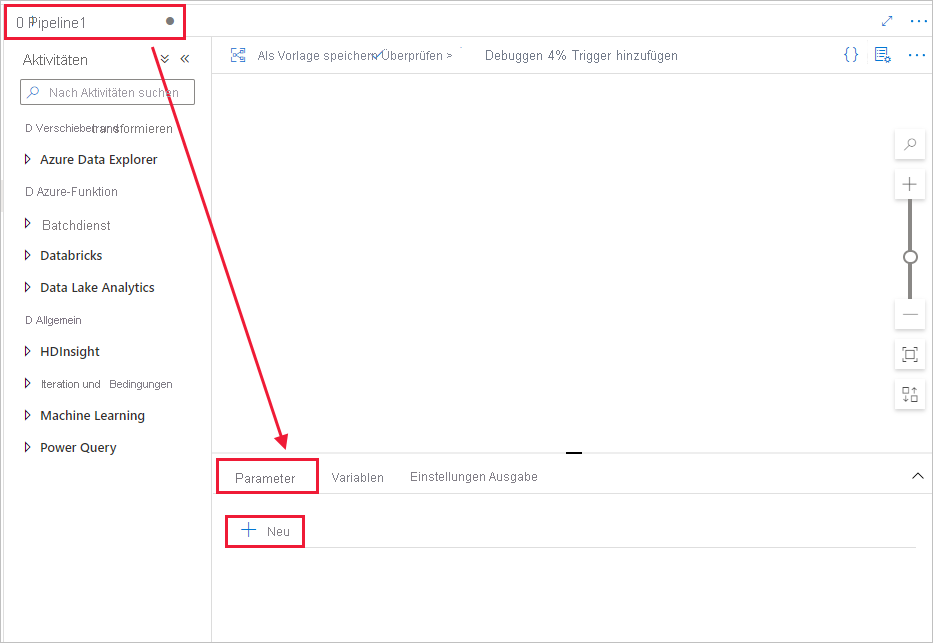 0 Pipeline1
Aktivitäten
Als Vorlage speichern Überprüfen > Debuggen 4% Trigger hinzufügen
Nach Aktivitäten suchen
D Verschieben und transformieren
Azure Data Explorer
D Azure-Funktion
Batchdienst
Databricks
Data Lake Analytics
D Allgemein
HDInsight
Iteration und Bedingungen
Machine Learning
Power Query
Parameter Variablen Einstellungen Ausgabe
Neu